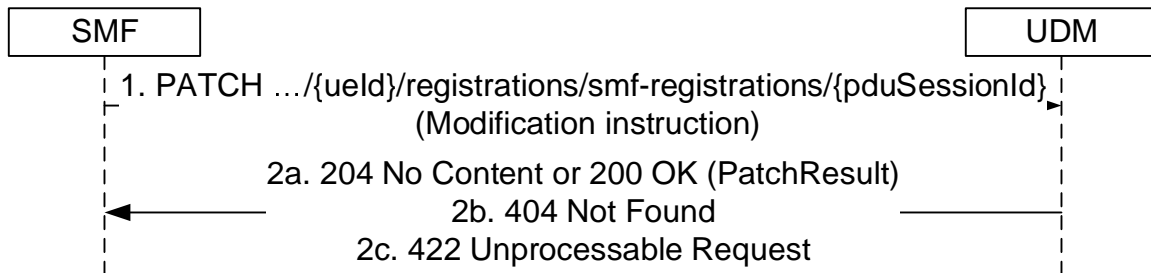 SMF
UDM
1. PATCH …/{ueId}/registrations/smf-registrations/{pduSessionId}
(Modification instruction)
2a. 204 No Content or 200 OK (PatchResult)
2b. 404 Not Found
2c. 422 Unprocessable Request